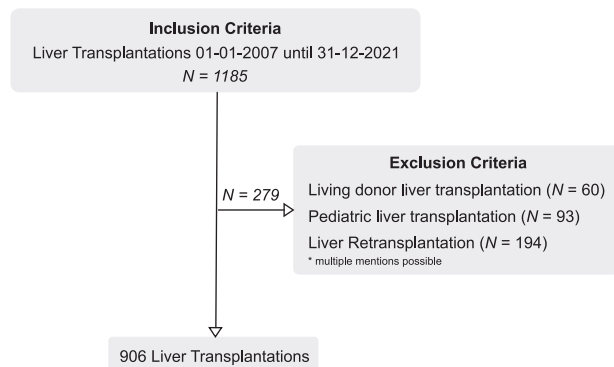 Inclusion Criteria
Liver Transplantations 01-01-2007 until 31-12-2021
N = 1185
N = 279
Exclusion Criteria
Living donor liver transplantation (N = 60)
Pediatric liver transplantation (N = 93)
Liver Retransplantation (N = 194)
* multiple mentions possible
906 Liver Transplantations